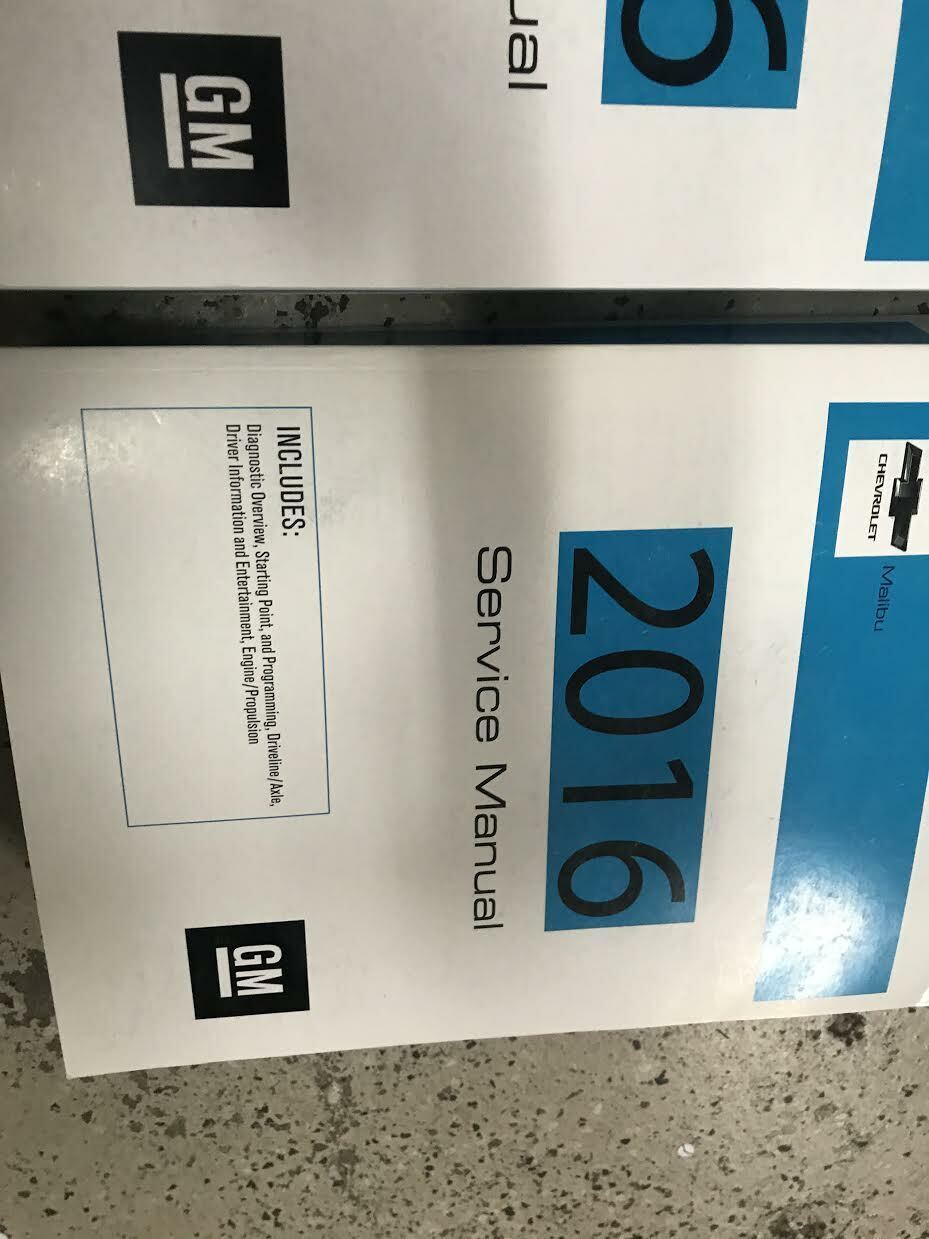 GM
ual
6
CHEVROLET
Malibu
2016
Service Manual
INCLUDES:
Diagnostic Overview, Starting Point, and Programming, Driveline/Axle,
Driver Information and Entertainment, Engine/Propulsion
GM